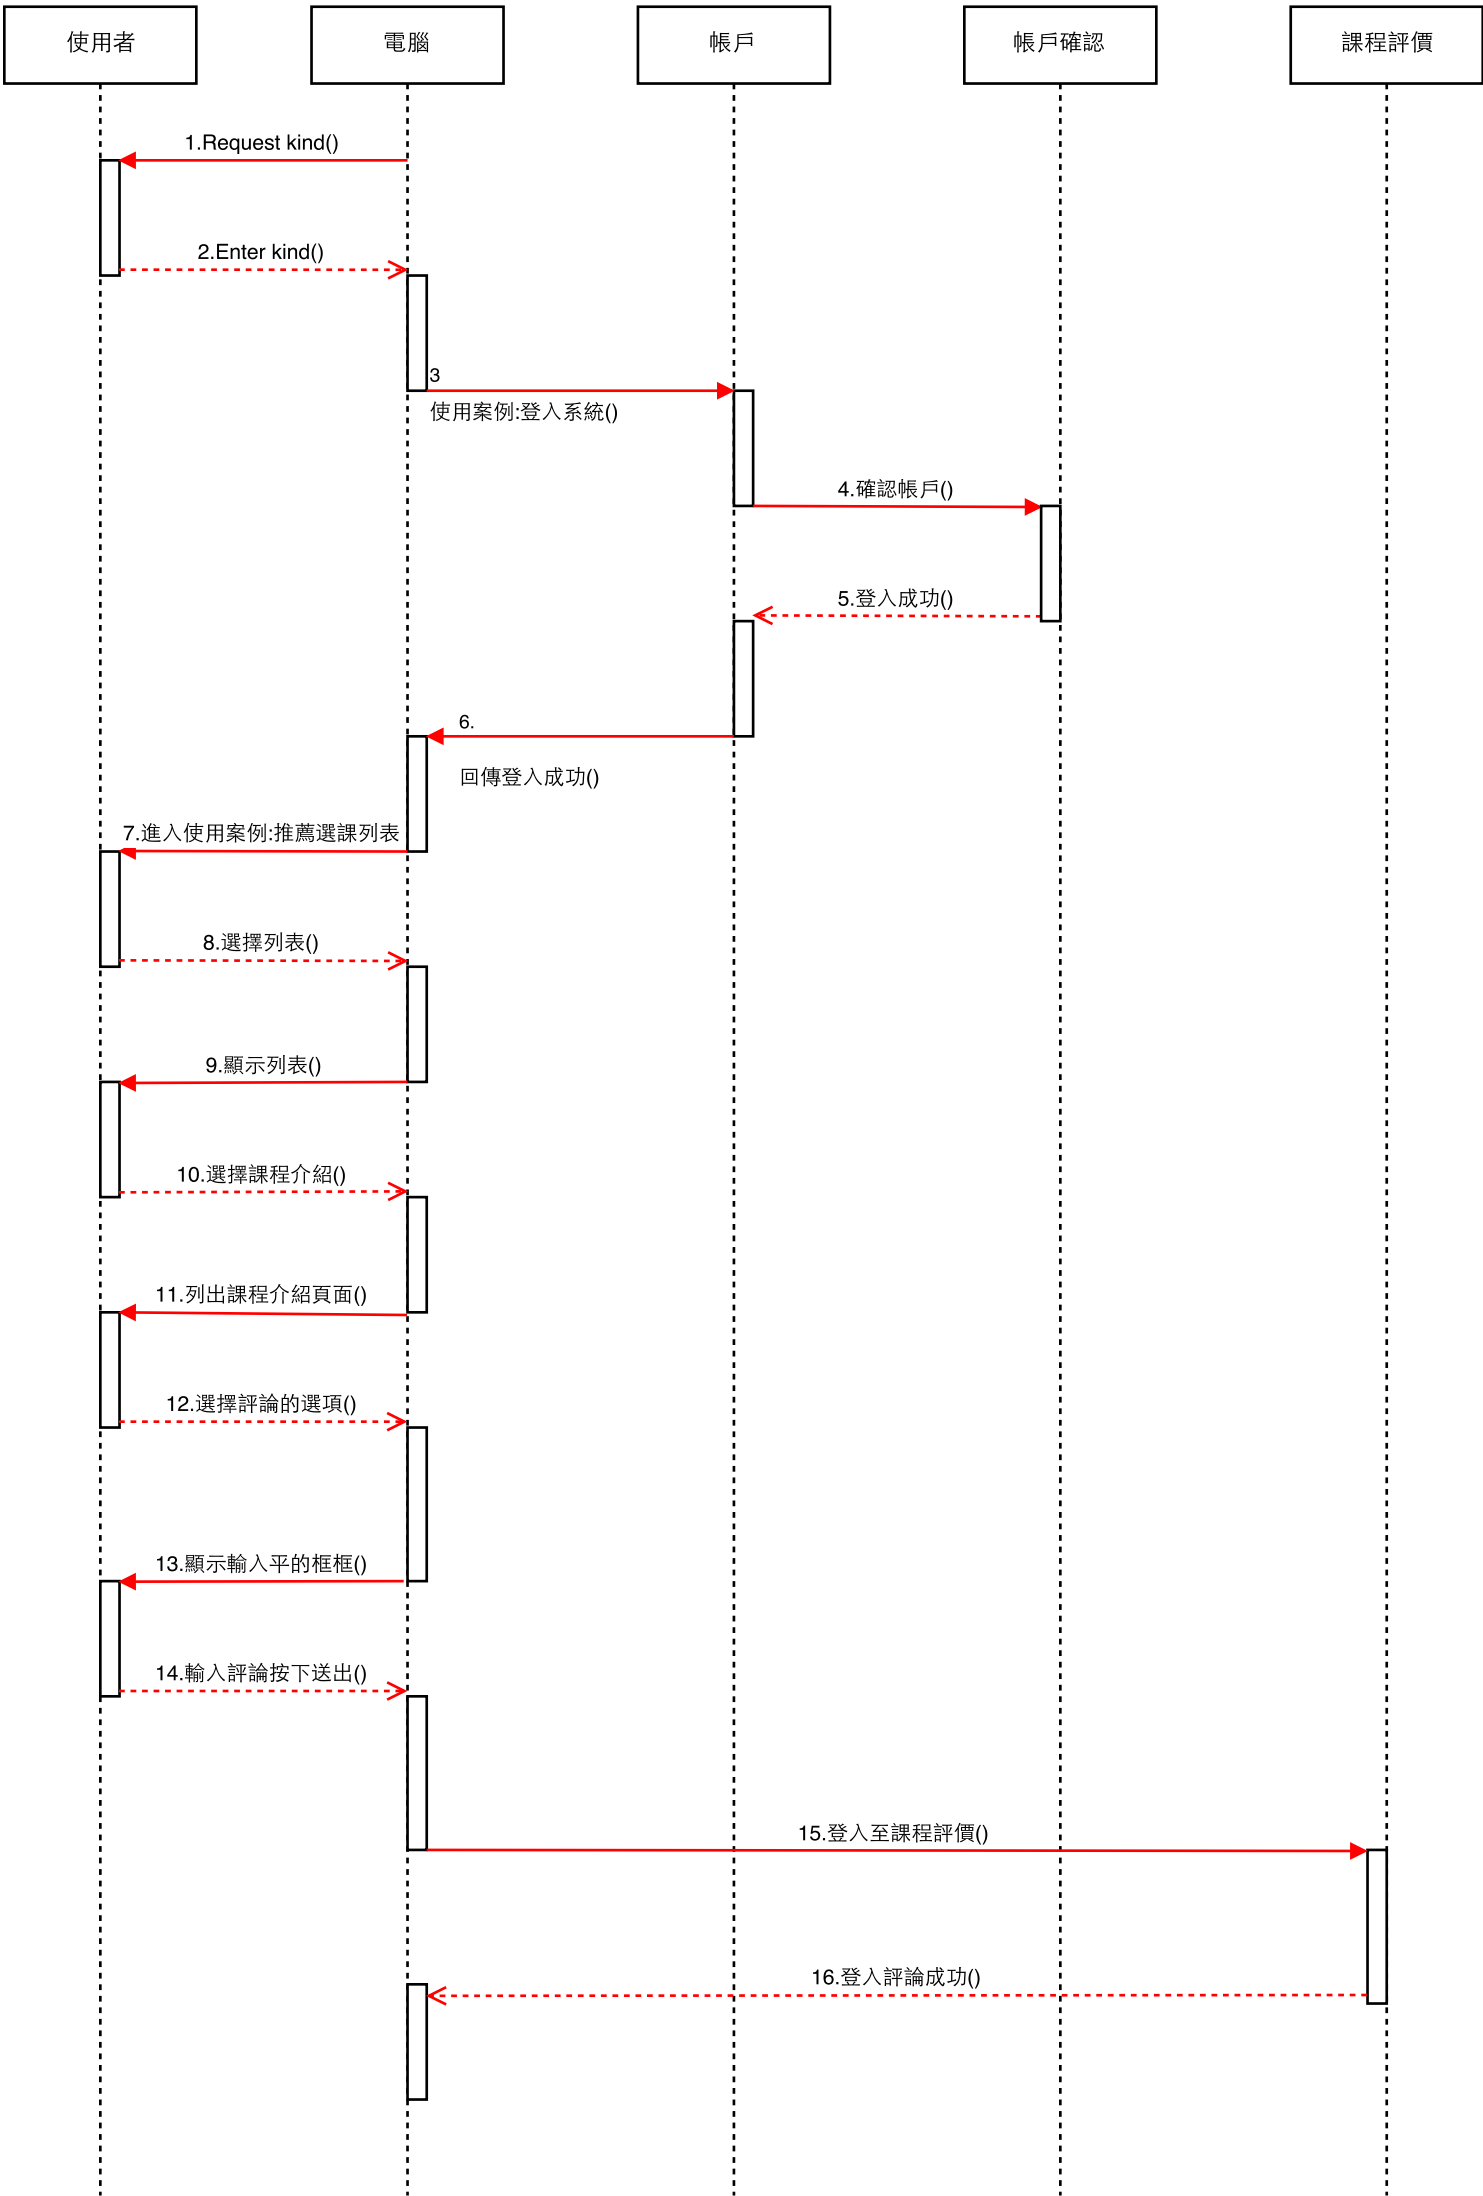 使用者
電腦
帳戶
帳戶確認
課程評價
1.Request kind()
2.Enter kind()
3
使用案例:登入系統()
4.確認帳戶()
5.登入成功()
6.
回傳登入成功()
7.進入使用案例:推薦選課列表
8.選擇列表()
9.顯示列表()
10.選擇課程介紹()
11.列出課程介紹頁面()
12.選擇評論的選項()
13.顯示輸入平的框框()
14.輸入評論按下送出()
15.登入至課程評價()
16.登入評論成功()